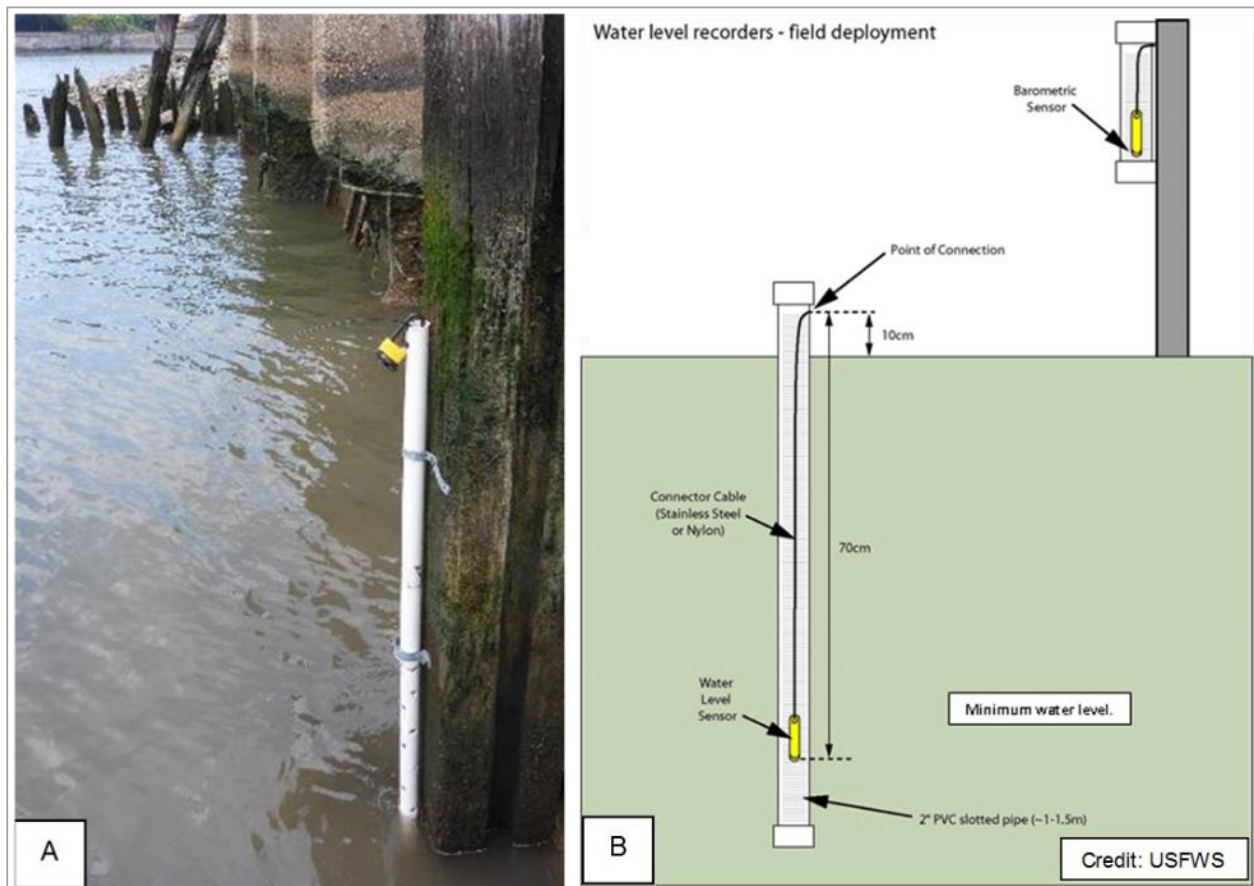 A
Water level recorders - field deployment
Barometric
Sensor
Point of Connection
10cm
Connector Cable
(Stainless Steel
or Nylon)
70cm
Water
Level
Sensor
Minimum water level.
2" PVC slotted pipe (~1-1.5m)
B
Credit: USFWS